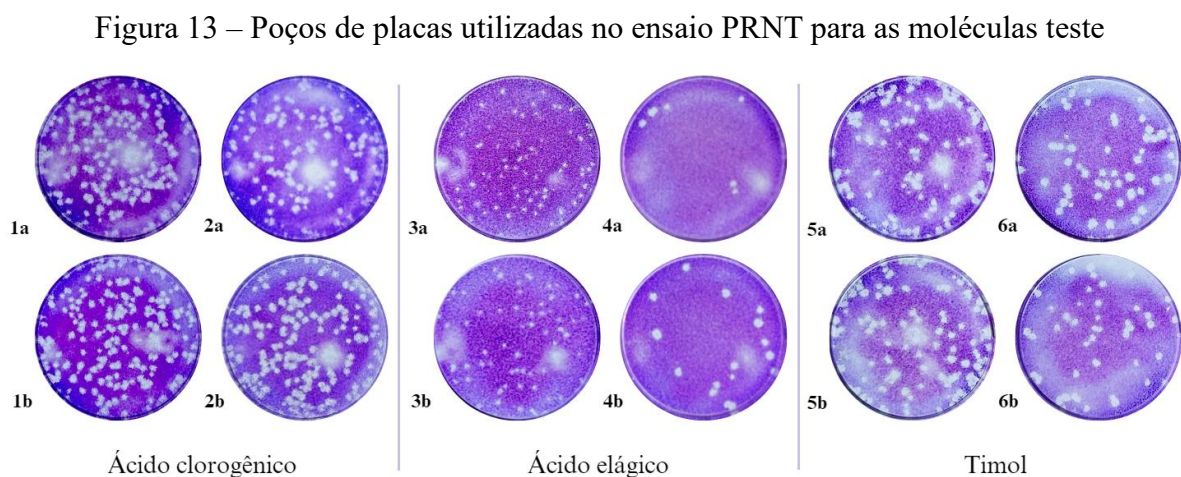 Figura 13 – Poços de placas utilizadas no ensaio PRNT para as moléculas teste
1a
2a
3a
4a
5a
6a
1b
2b
3b
4b
5b
6b
Ácido clorogênico
Ácido elágico
Timol